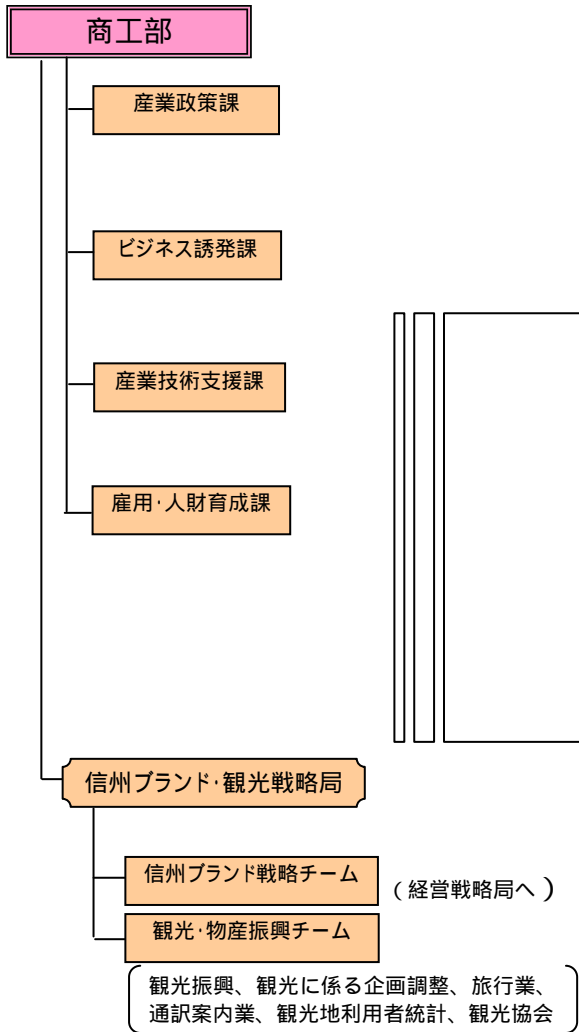 商工部
産業政策課
ビジネス誘発課
産業技術支援課
雇用・人財育成課
信州ブランド・観光戦略局
信州ブランド戦略チーム
(経営戦略局へ)
観光・物産振興チーム
観光振興、観光に係る企画調整、旅行業、
通訳案内業、観光地利用者統計、観光協会